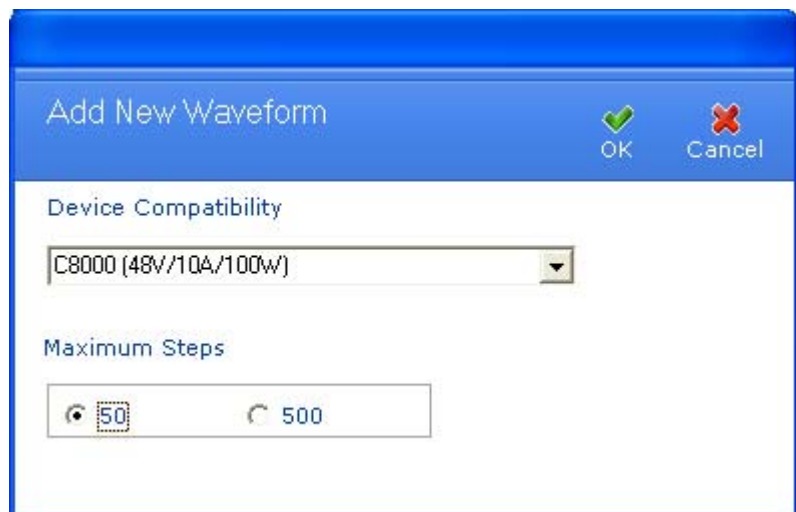 Add New Waveform
OK
Cancel
Device Compatibility
C8000 (48V/10A/100W)
Maximum Steps
50
500